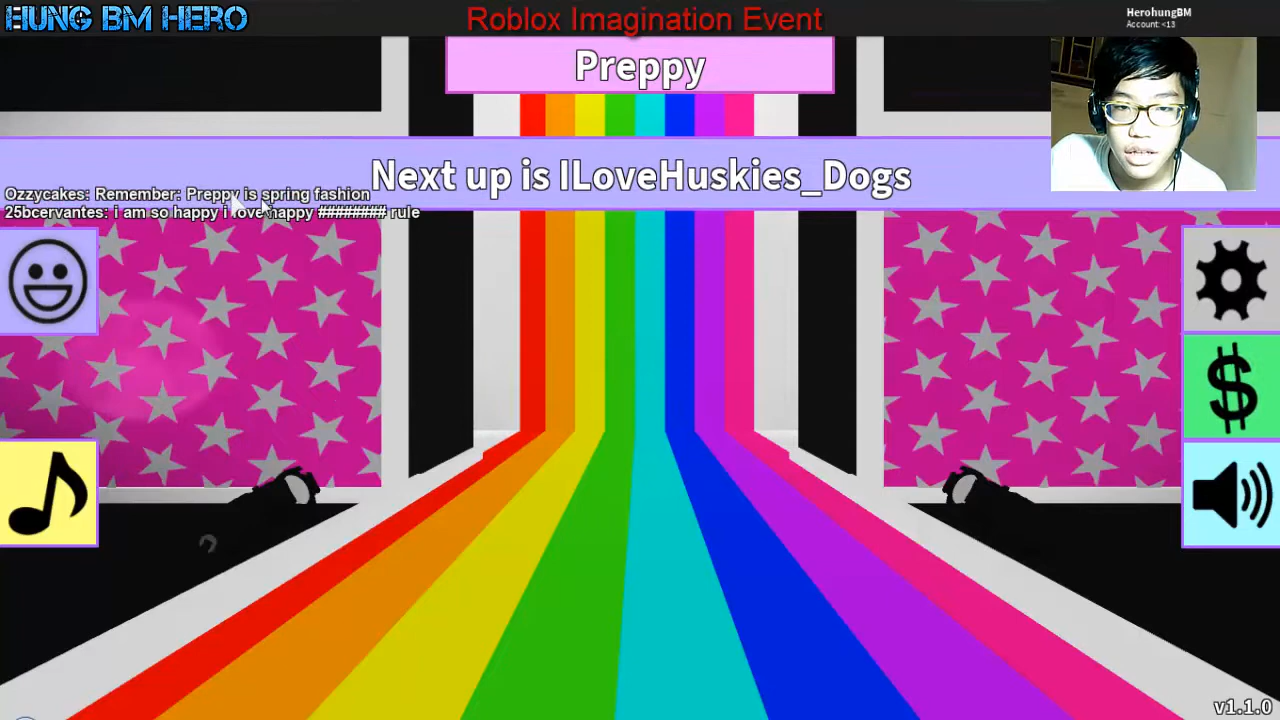 HUNG BM HERO
Roblox Imagination Event
HerohungBM
Account: <13
Preppy
Next up is ILoveHuskies_Dogs
Ozzycakes: Remember: Preppy is spring fashion
25bcervantes: i am so happy i love happy ######## rule
v1.1.0